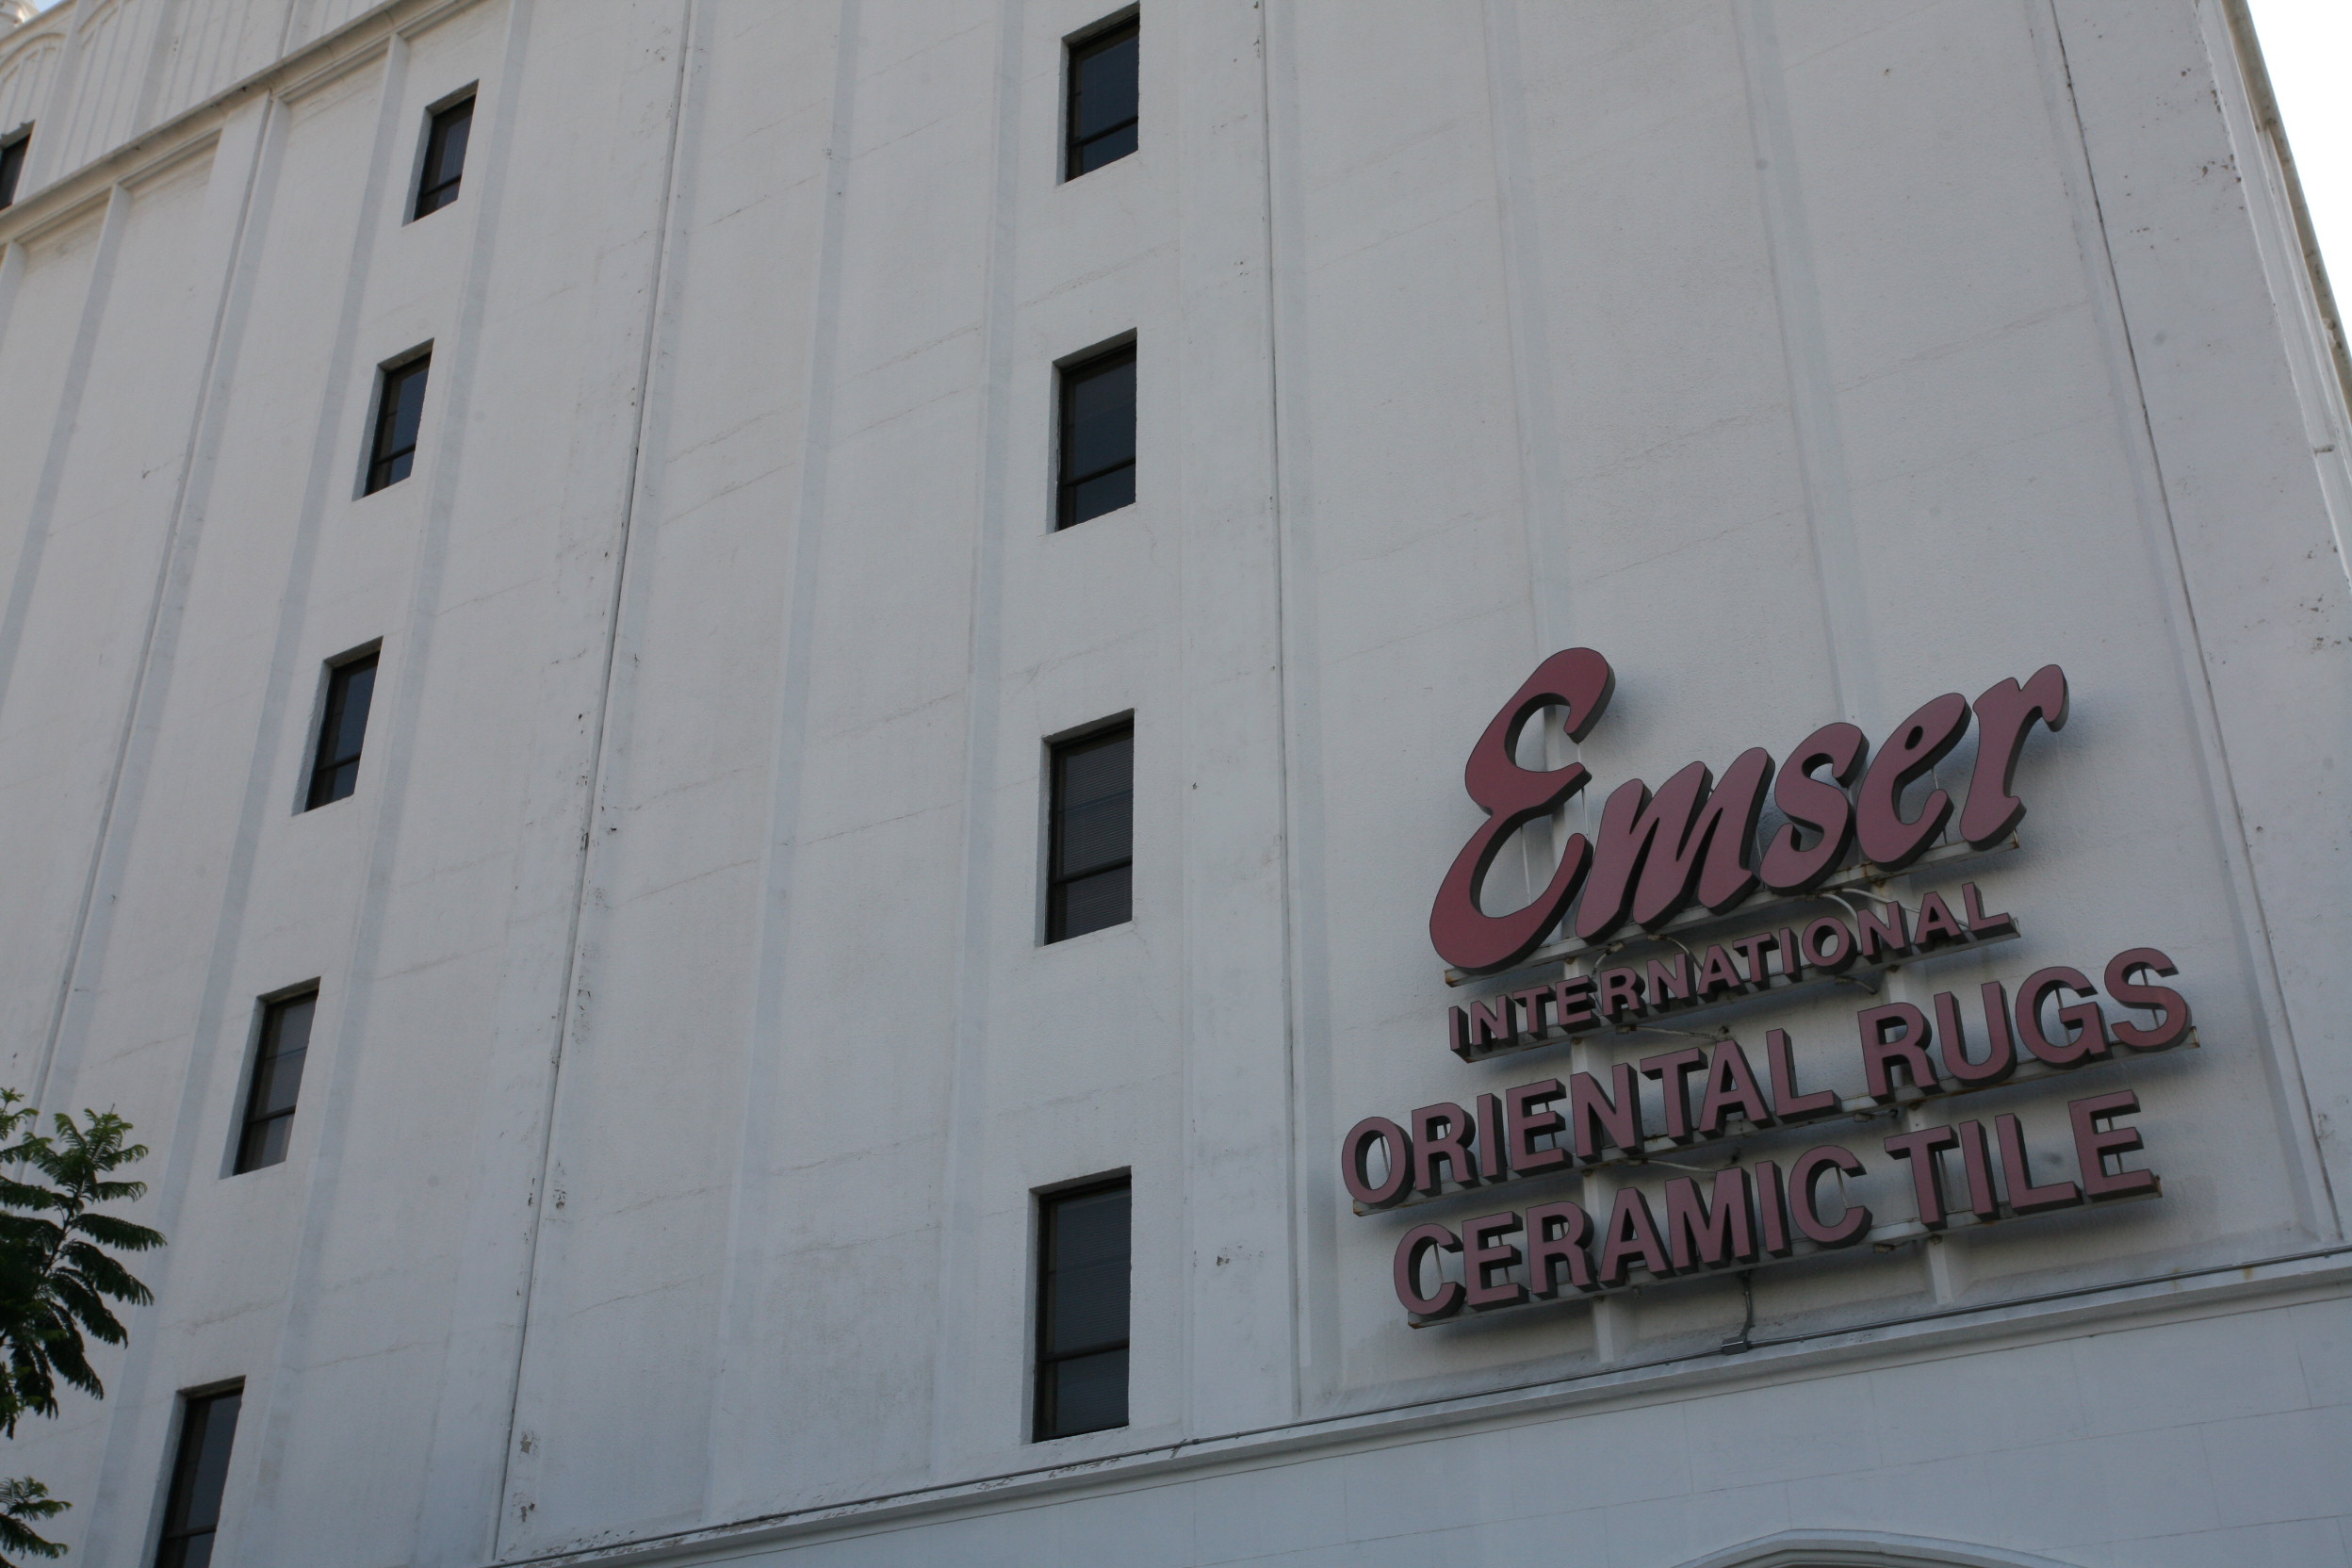 Emser
INTERNATIONAL
ORIENTAL RUGS
CERAMIC TILE